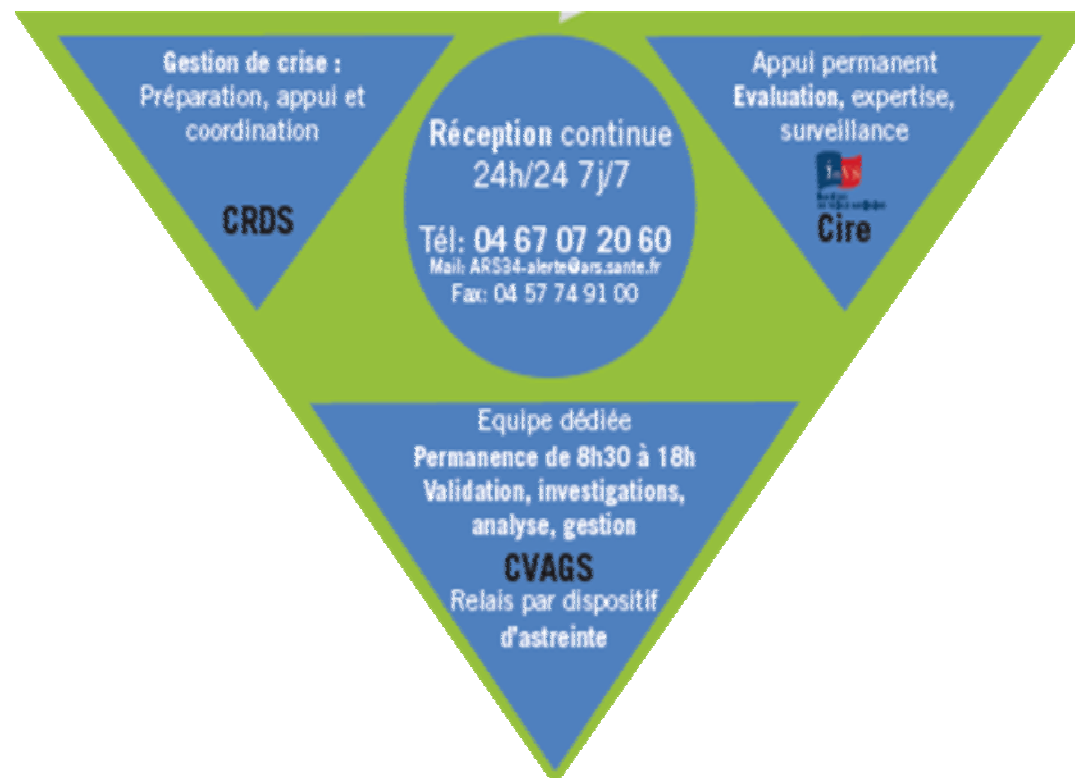 Gestion de crise :
Préparation, appui et
coordination
CRDS
Réception continue
24h/24 7j/7
Tél: 04 67 07 20 60
Mail: ARS34-alerte@ars.sante.fr
Fax: 04 57 74 91 00
Appui permanent
Evaluation, expertise,
surveillance
Cire
Equipe dédiée
Permanence de 8h30 à 18h
Validation, investigations,
analyse, gestion
CVAGS
Relais par dispositif
d'astreinte